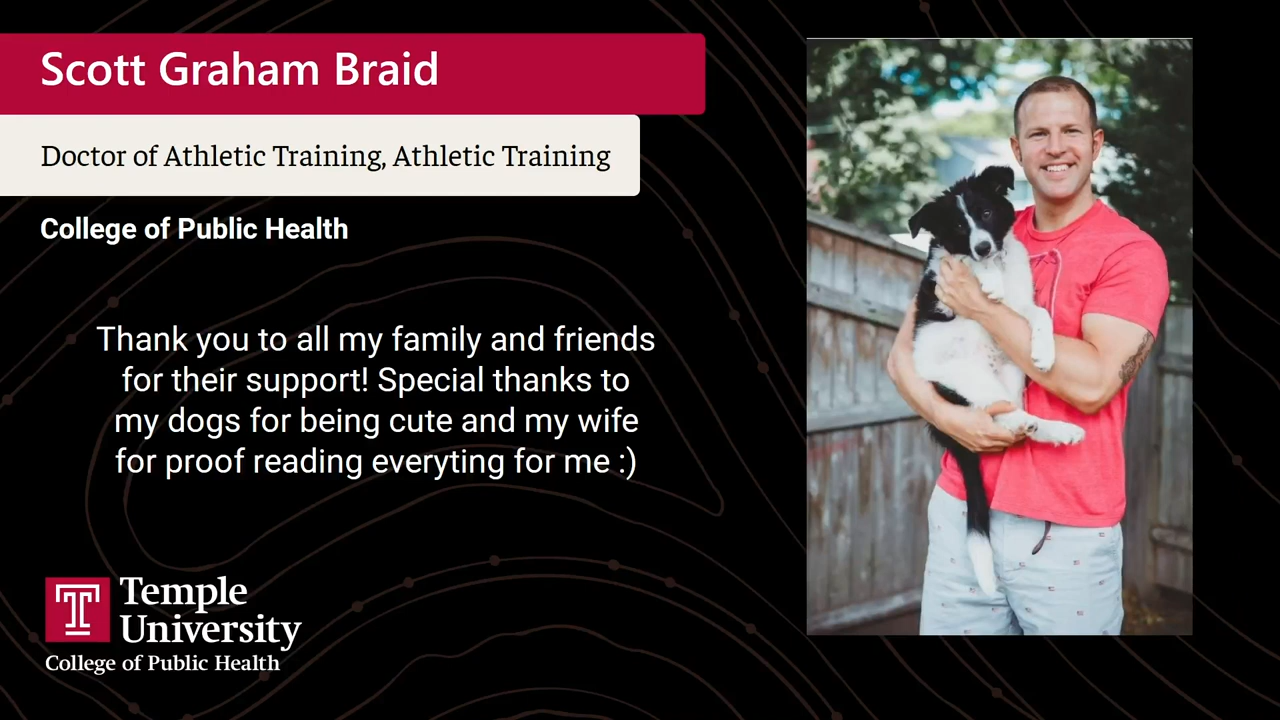 Scott Graham Braid
Doctor of Athletic Training, Athletic Training
College of Public Health
Thank you to all my family and friends
for their support! Special thanks to
my dogs for being cute and my wife
for proof reading everyting for me :)
T
Temple
University
College of Public Health